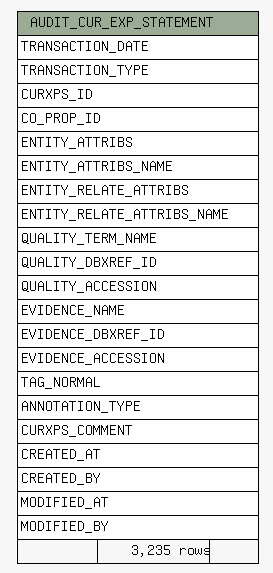 AUDIT_CUR_EXP_STATEMENT
TRANSACTION_DATE
TRANSACTION_TYPE
CURXPS_ID
CO_PROP_ID
ENTITY_ATTRIBS
ENTITY_ATTRIBS_NAME
ENTITY_RELATE_ATTRIBS
ENTITY_RELATE_ATTRIBS_NAME
QUALITY_TERM_NAME
QUALITY_DBXREF_ID
QUALITY_ACCESSION
EVIDENCE_NAME
EVIDENCE_DBXREF_ID
EVIDENCE_ACCESSION
TAG_NORMAL
ANNOTATION_TYPE
CURXPS_COMMENT
CREATED_AT
CREATED_BY
MODIFIED_AT
MODIFIED_BY
3,235 rows